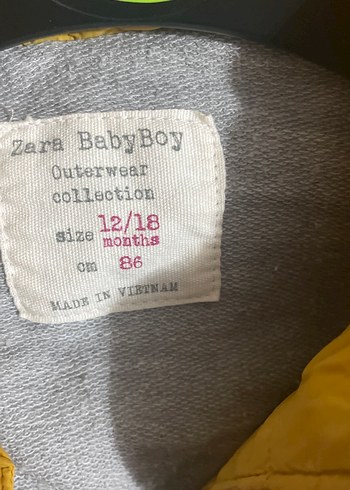 Zara BabyBoy
Outerwear
collection
size 12/18
months
cm 86
MADE IN VIETNAM